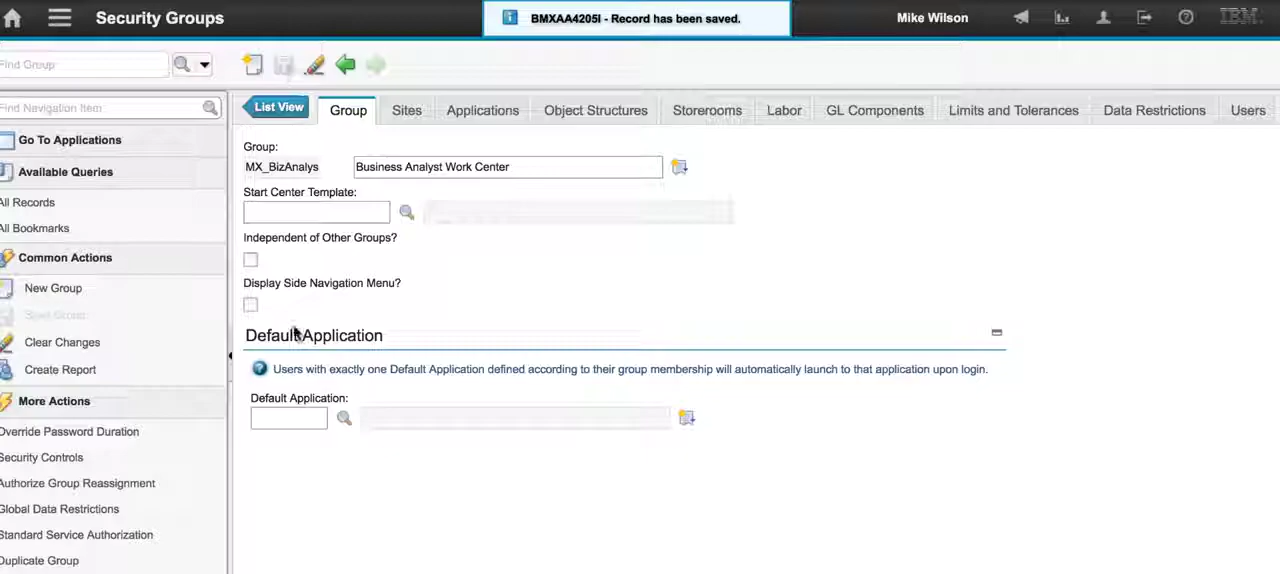 Security Groups
BMXAA4205I - Record has been saved.
Mike Wilson
IBM
Find Group
Find Navigation Item
Go To Applications
Available Queries
All Records
All Bookmarks
Common Actions
New Group
Save Group
Clear Changes
Create Report
More Actions
Override Password Duration
Security Controls
Authorize Group Reassignment
Global Data Restrictions
Standard Service Authorization
Duplicate Group
List View
Group
Sites
Applications
Object Structures
Storerooms
Labor
GL Components
Limits and Tolerances
Data Restrictions
Users
Group:
MX_BizAnalys
Business Analyst Work Center
Start Center Template:
Independent of Other Groups?
Display Side Navigation Menu?
Default Application
Users with exactly one Default Application defined according to their group membership will automatically launch to that application upon login.
Default Application: